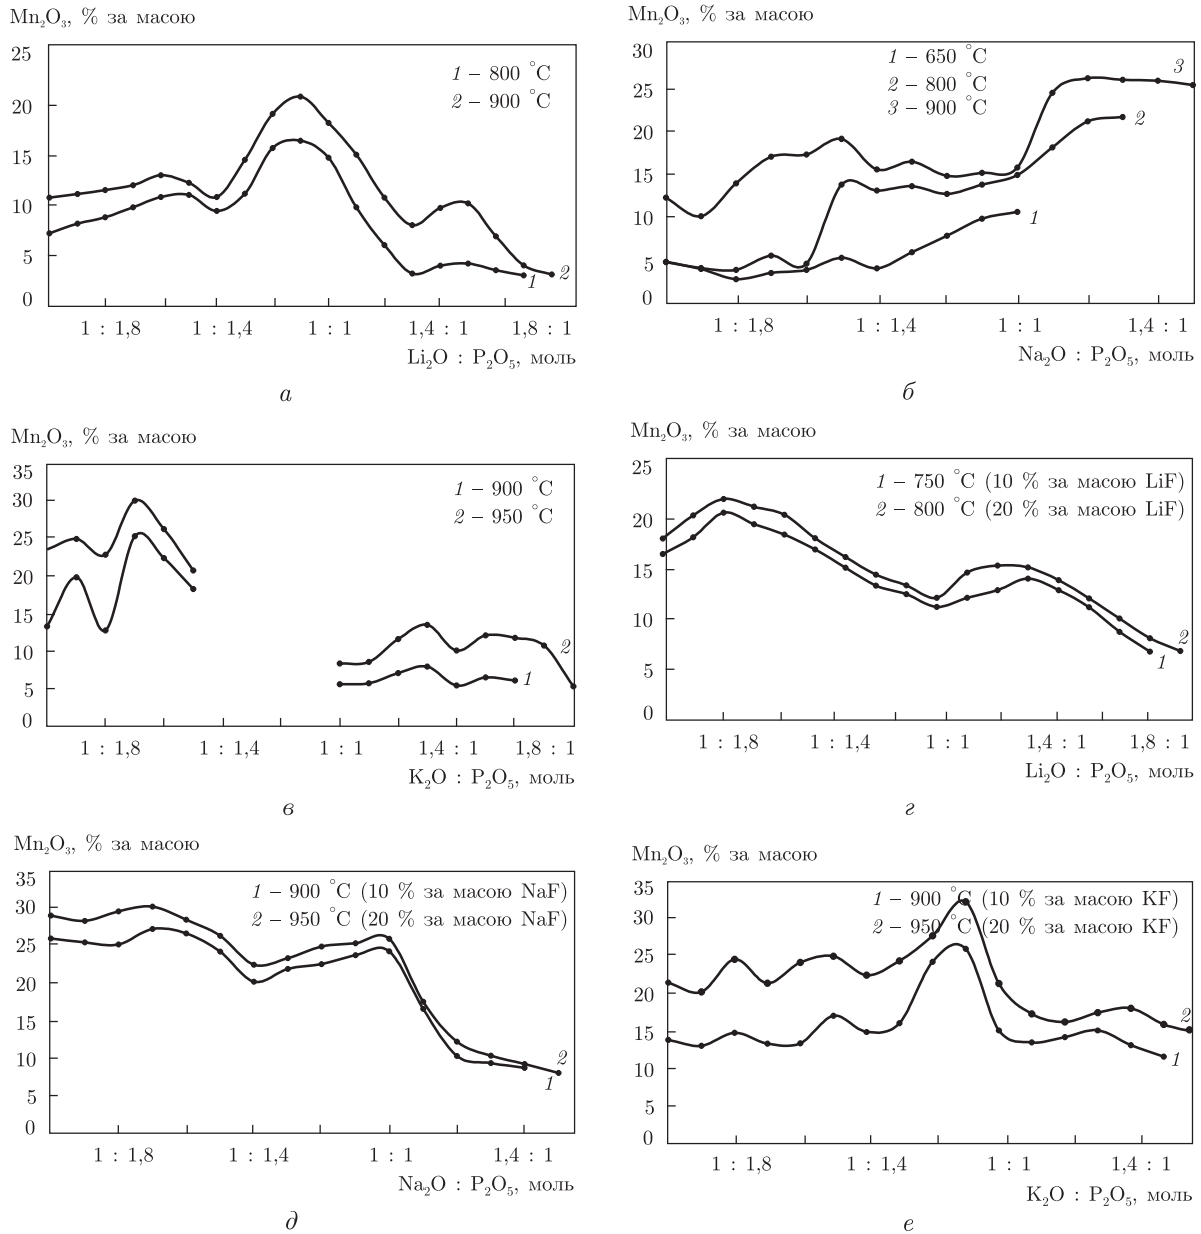 Mn₂O₃, % за масою
25
20
15
10
5
0
1 – 800 °C
2 – 900 °C
1
2
1 : 1,8
1 : 1,4
1 : 1
1,4 : 1
1,8 : 1
Li₂O : P₂O₅, моль
а
Mn₂O₃, % за масою
30
25
20
15
10
5
0
1 – 650 °C
2 – 800 °C
3 – 900 °C
3
2
1
1 : 1,8
1 : 1,4
1 : 1
1,4 : 1
Na₂O : P₂O₅, моль
б
Mn₂O₃, % за масою
35
30
25
20
15
10
5
0
1 – 900 °C
2 – 950 °C
2
1
1 : 1,8
1 : 1,4
1 : 1
1,4 : 1
1,8 : 1
K₂O : P₂O₅, моль
в
Mn₂O₃, % за масою
25
20
15
10
5
0
1 – 750 °C (10 % за масою LiF)
2 – 800 °C (20 % за масою LiF)
2
1
1 : 1,8
1 : 1,4
1 : 1
1,4 : 1
1,8 : 1
Li₂O : P₂O₅, моль
г
Mn₂O₃, % за масою
35
30
25
20
15
10
5
0
1 – 900 °C (10 % за масою NaF)
2 – 950 °C (20 % за масою NaF)
2
1
1 : 1,8
1 : 1,4
1 : 1
1,4 : 1
Na₂O : P₂O₅, моль
д
Mn₂O₃, % за масою
35
30
25
20
15
10
5
0
1 – 900 °C (10 % за масою KF)
2 – 950 °C (20 % за масою KF)
2
1
1 : 1,8
1 : 1,4
1 : 1
1,4 : 1
K₂O : P₂O₅, моль
е